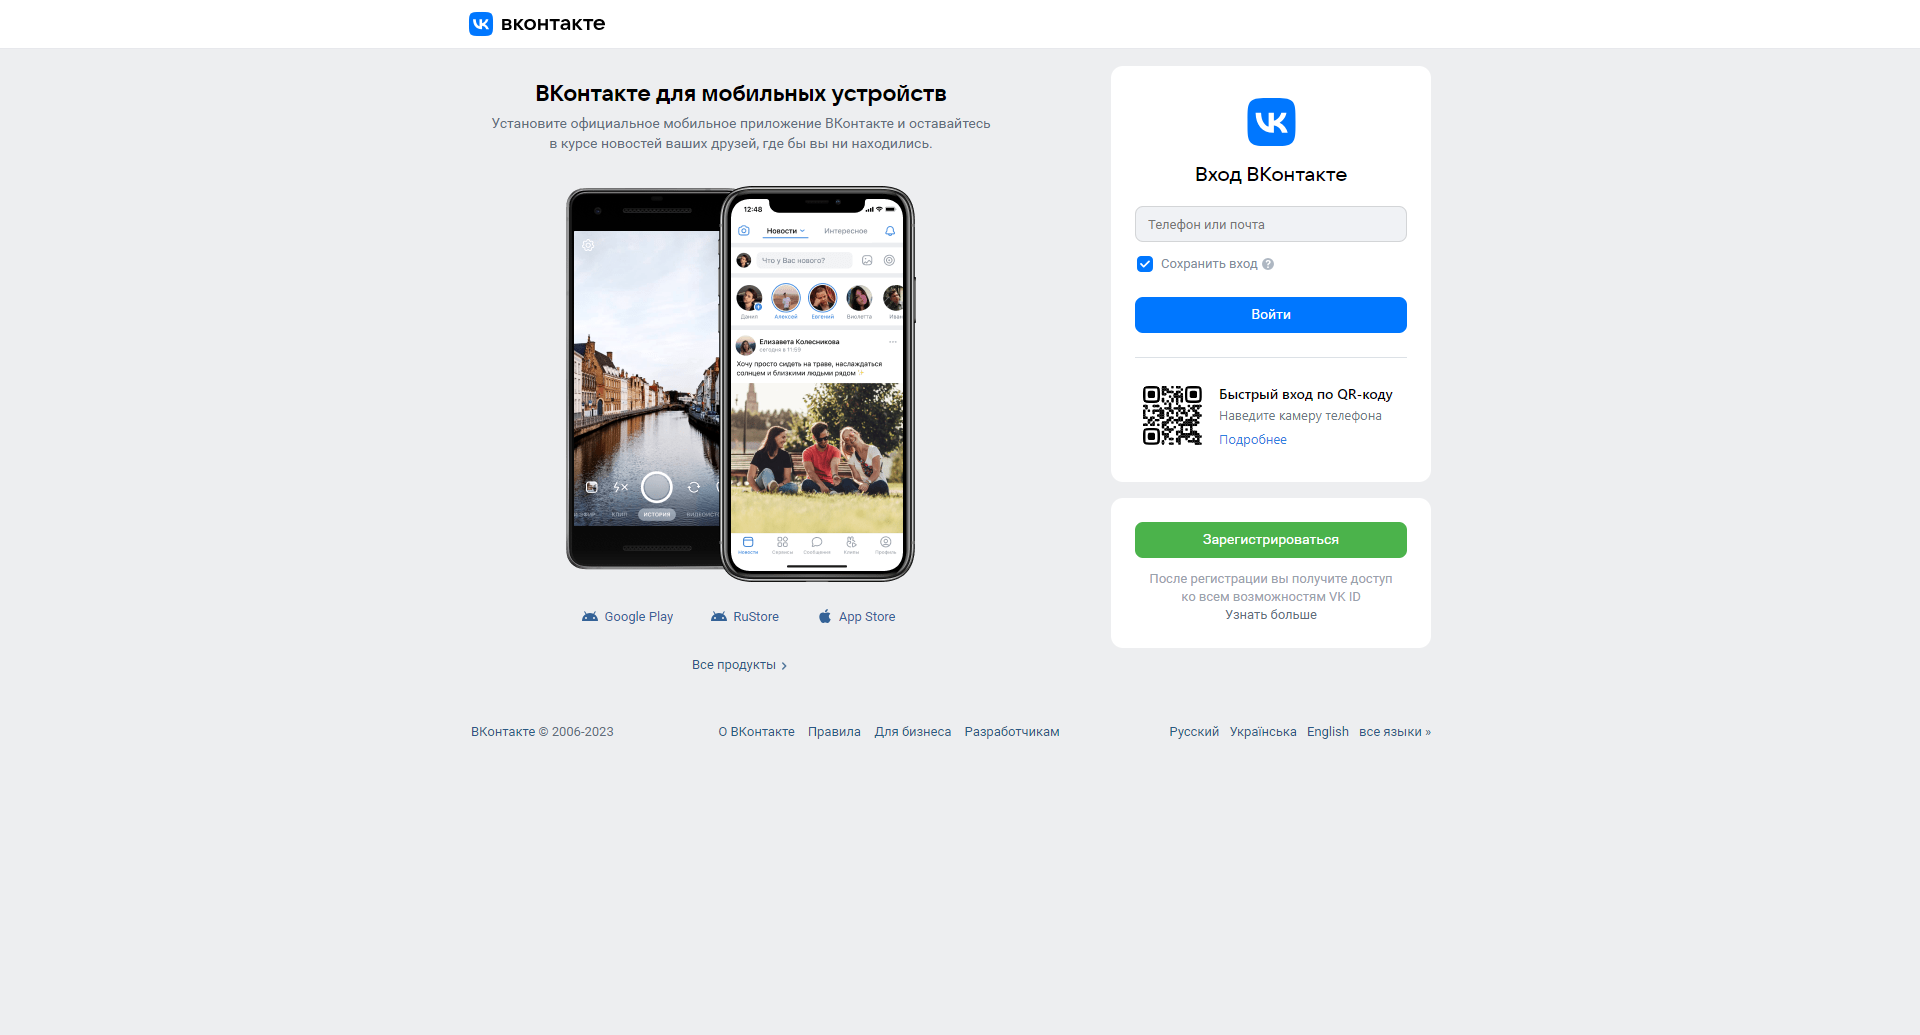 вконтакте
ВКонтакте для мобильных устройств
Установите официальное мобильное приложение ВКонтакте и оставайтесь
в курсе новостей ваших друзей, где бы вы ни находились.
12:48
Новости
Интересное
Что у Вас нового?
Данил
Алексей
Евгений
Виолетта
Иван
Елизавета Колесникова
сегодня в 11:59
Хочу просто сидеть на траве, наслаждаться
солнцем и близкими людьми рядом ✨
КЛИП
ИСТОРИЯ
Новости
Сервисы
Сообщения
Клипы
Профиль
Google Play
RuStore
App Store
Все продукты
Вход ВКонтакте
Телефон или почта
Сохранить вход
Войти
Быстрый вход по QR-коду
Наведите камеру телефона
Подробнее
Зарегистрироваться
После регистрации вы получите доступ
ко всем возможностям VK ID
Узнать больше
ВКонтакте © 2006-2023
О ВКонтакте Правила Для бизнеса Разработчикам
Русский Українська English все языки »